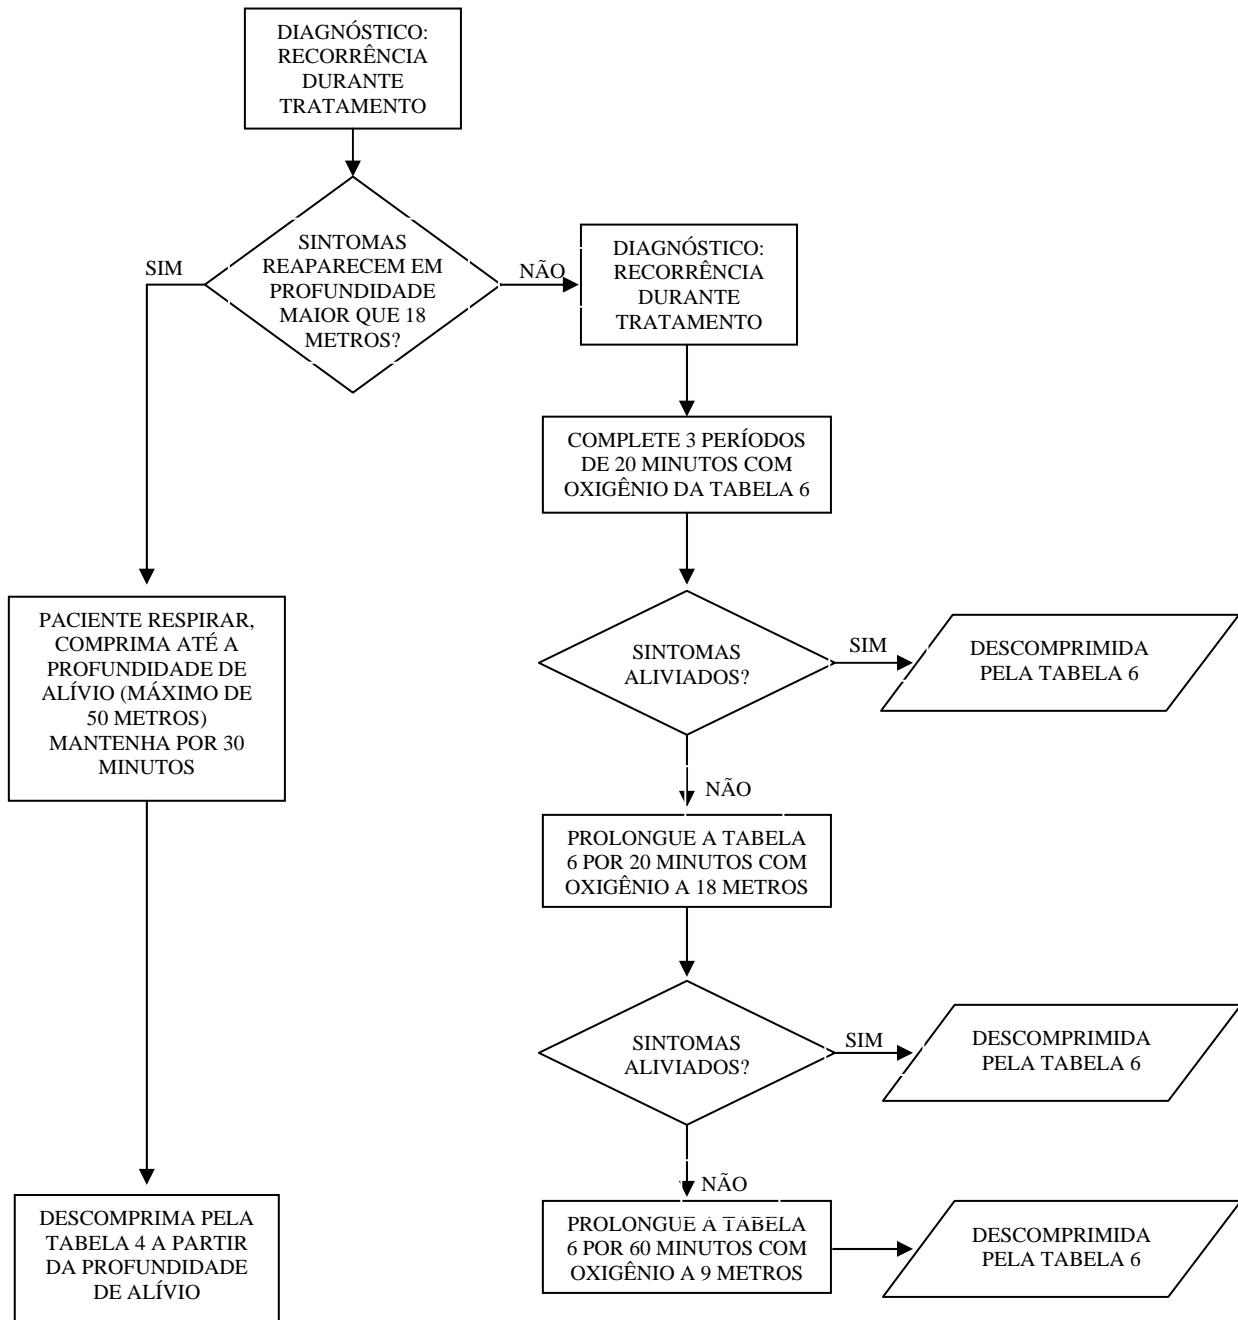 DIAGNÓSTICO:
RECORRÊNCIA
DURANTE
TRATAMENTO
SINTOMAS
REAPARECEM EM
PROFUNDIDADE
MAIOR QUE 18
METROS?
SIM
NÃO
DIAGNÓSTICO:
RECORRÊNCIA
DURANTE
TRATAMENTO
COMPLETE 3 PERÍODOS
DE 20 MINUTOS COM
OXIGÊNIO DA TABELA 6
PACIENTE RESPIRAR,
COMPRIMA ATÉ A
PROFUNDIDADE DE
ALÍVIO (MÁXIMO DE
50 METROS)
MANTENHA POR 30
MINUTOS
SINTOMAS
ALIVIADOS?
SIM
DESCOMPRIMIDA
PELA TABELA 6
NÃO
PROLONGUE A TABELA
6 POR 20 MINUTOS COM
OXIGÊNIO A 18 METROS
SINTOMAS
ALIVIADOS?
SIM
DESCOMPRIMIDA
PELA TABELA 6
NÃO
DESCOMPRIMA PELA
TABELA 4 A PARTIR
DA PROFUNDIDADE
DE ALÍVIO
PROLONGUE A TABELA
6 POR 60 MINUTOS COM
OXIGÊNIO A 9 METROS
DESCOMPRIMIDA
PELA TABELA 6